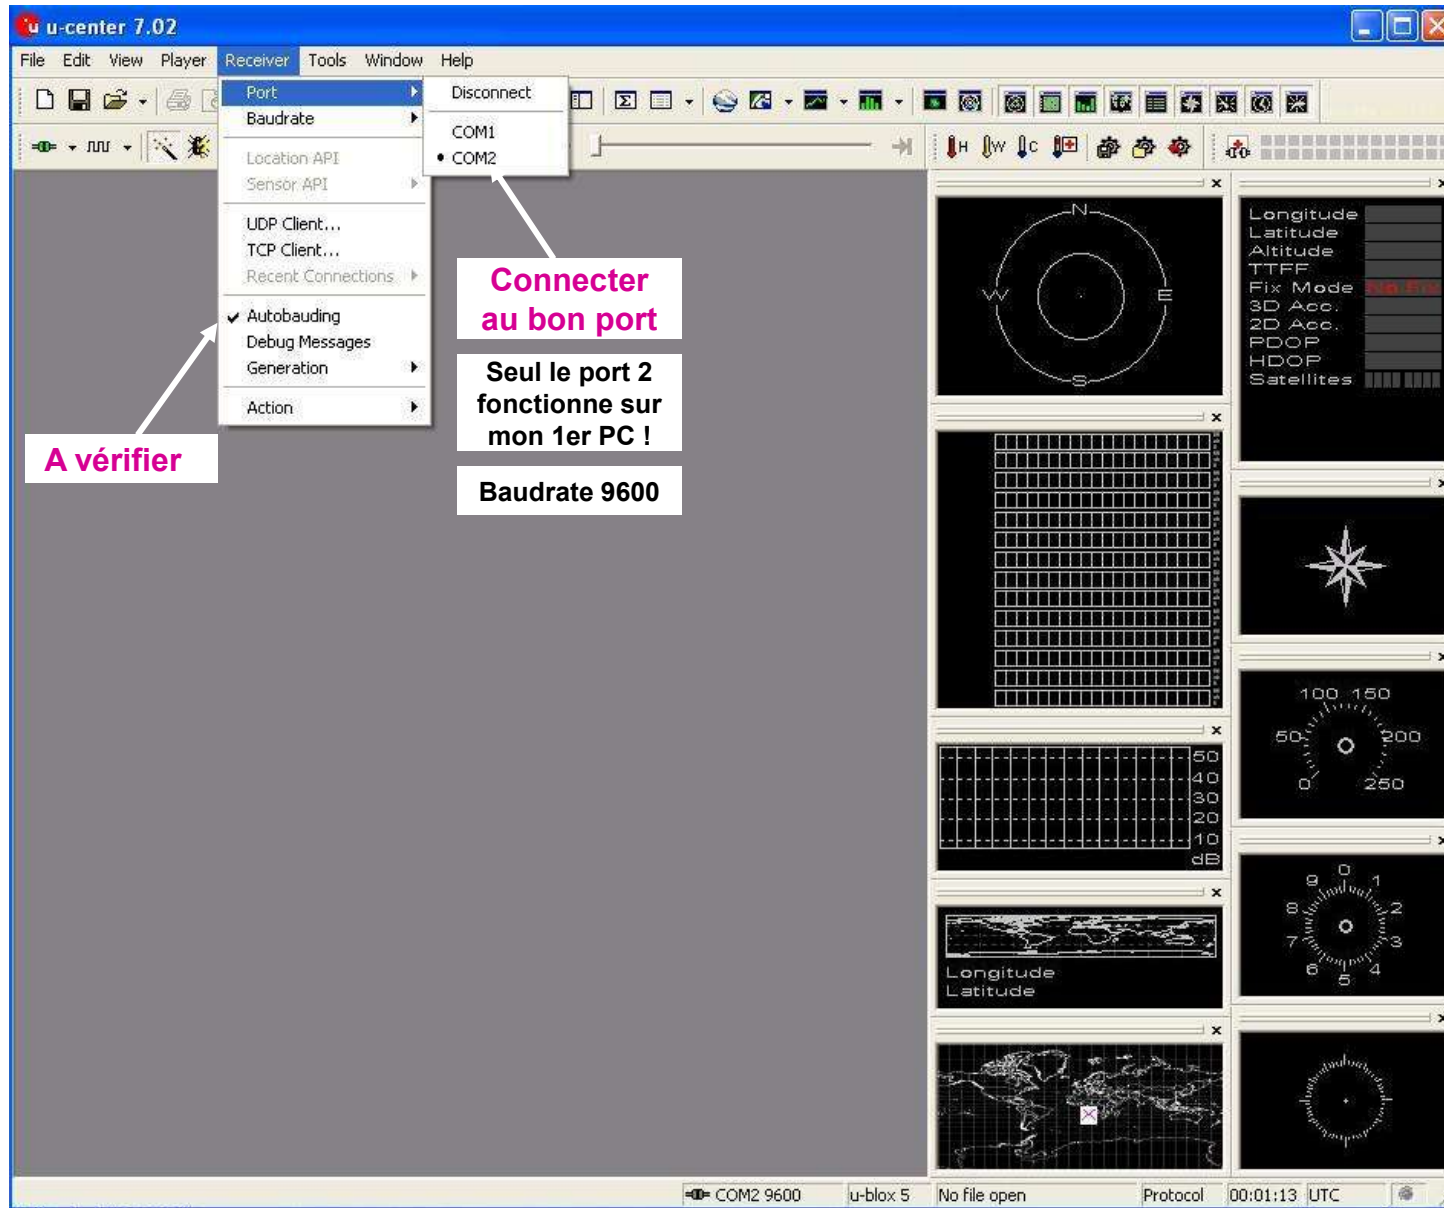 u-center 7.02
File Edit View Player Receiver Tools Window Help
Port
Baudrate
Location API
Sensor API
UDP Client...
TCP Client...
Recent Connections
Autobauding
Debug Messages
Generation
Action
Disconnect
COM1
COM2
H W C
A vérifier
Connecter
au bon port
Seul le port 2
fonctionne sur
mon 1er PC !
Baudrate 9600
N
W E
S
Longitude
Latitude
Altitude
TTFF
Fix Mode No Fix
3D Acc.
2D Acc.
PDOP
HDOP
Satellites
50
40
30
20
10
dB
Longitude
Latitude
100 150
50 200
0 250
0
9 1
8 2
7 3
6 4
5
COM2 9600 u-blox 5 No file open Protocol 00:01:13 UTC